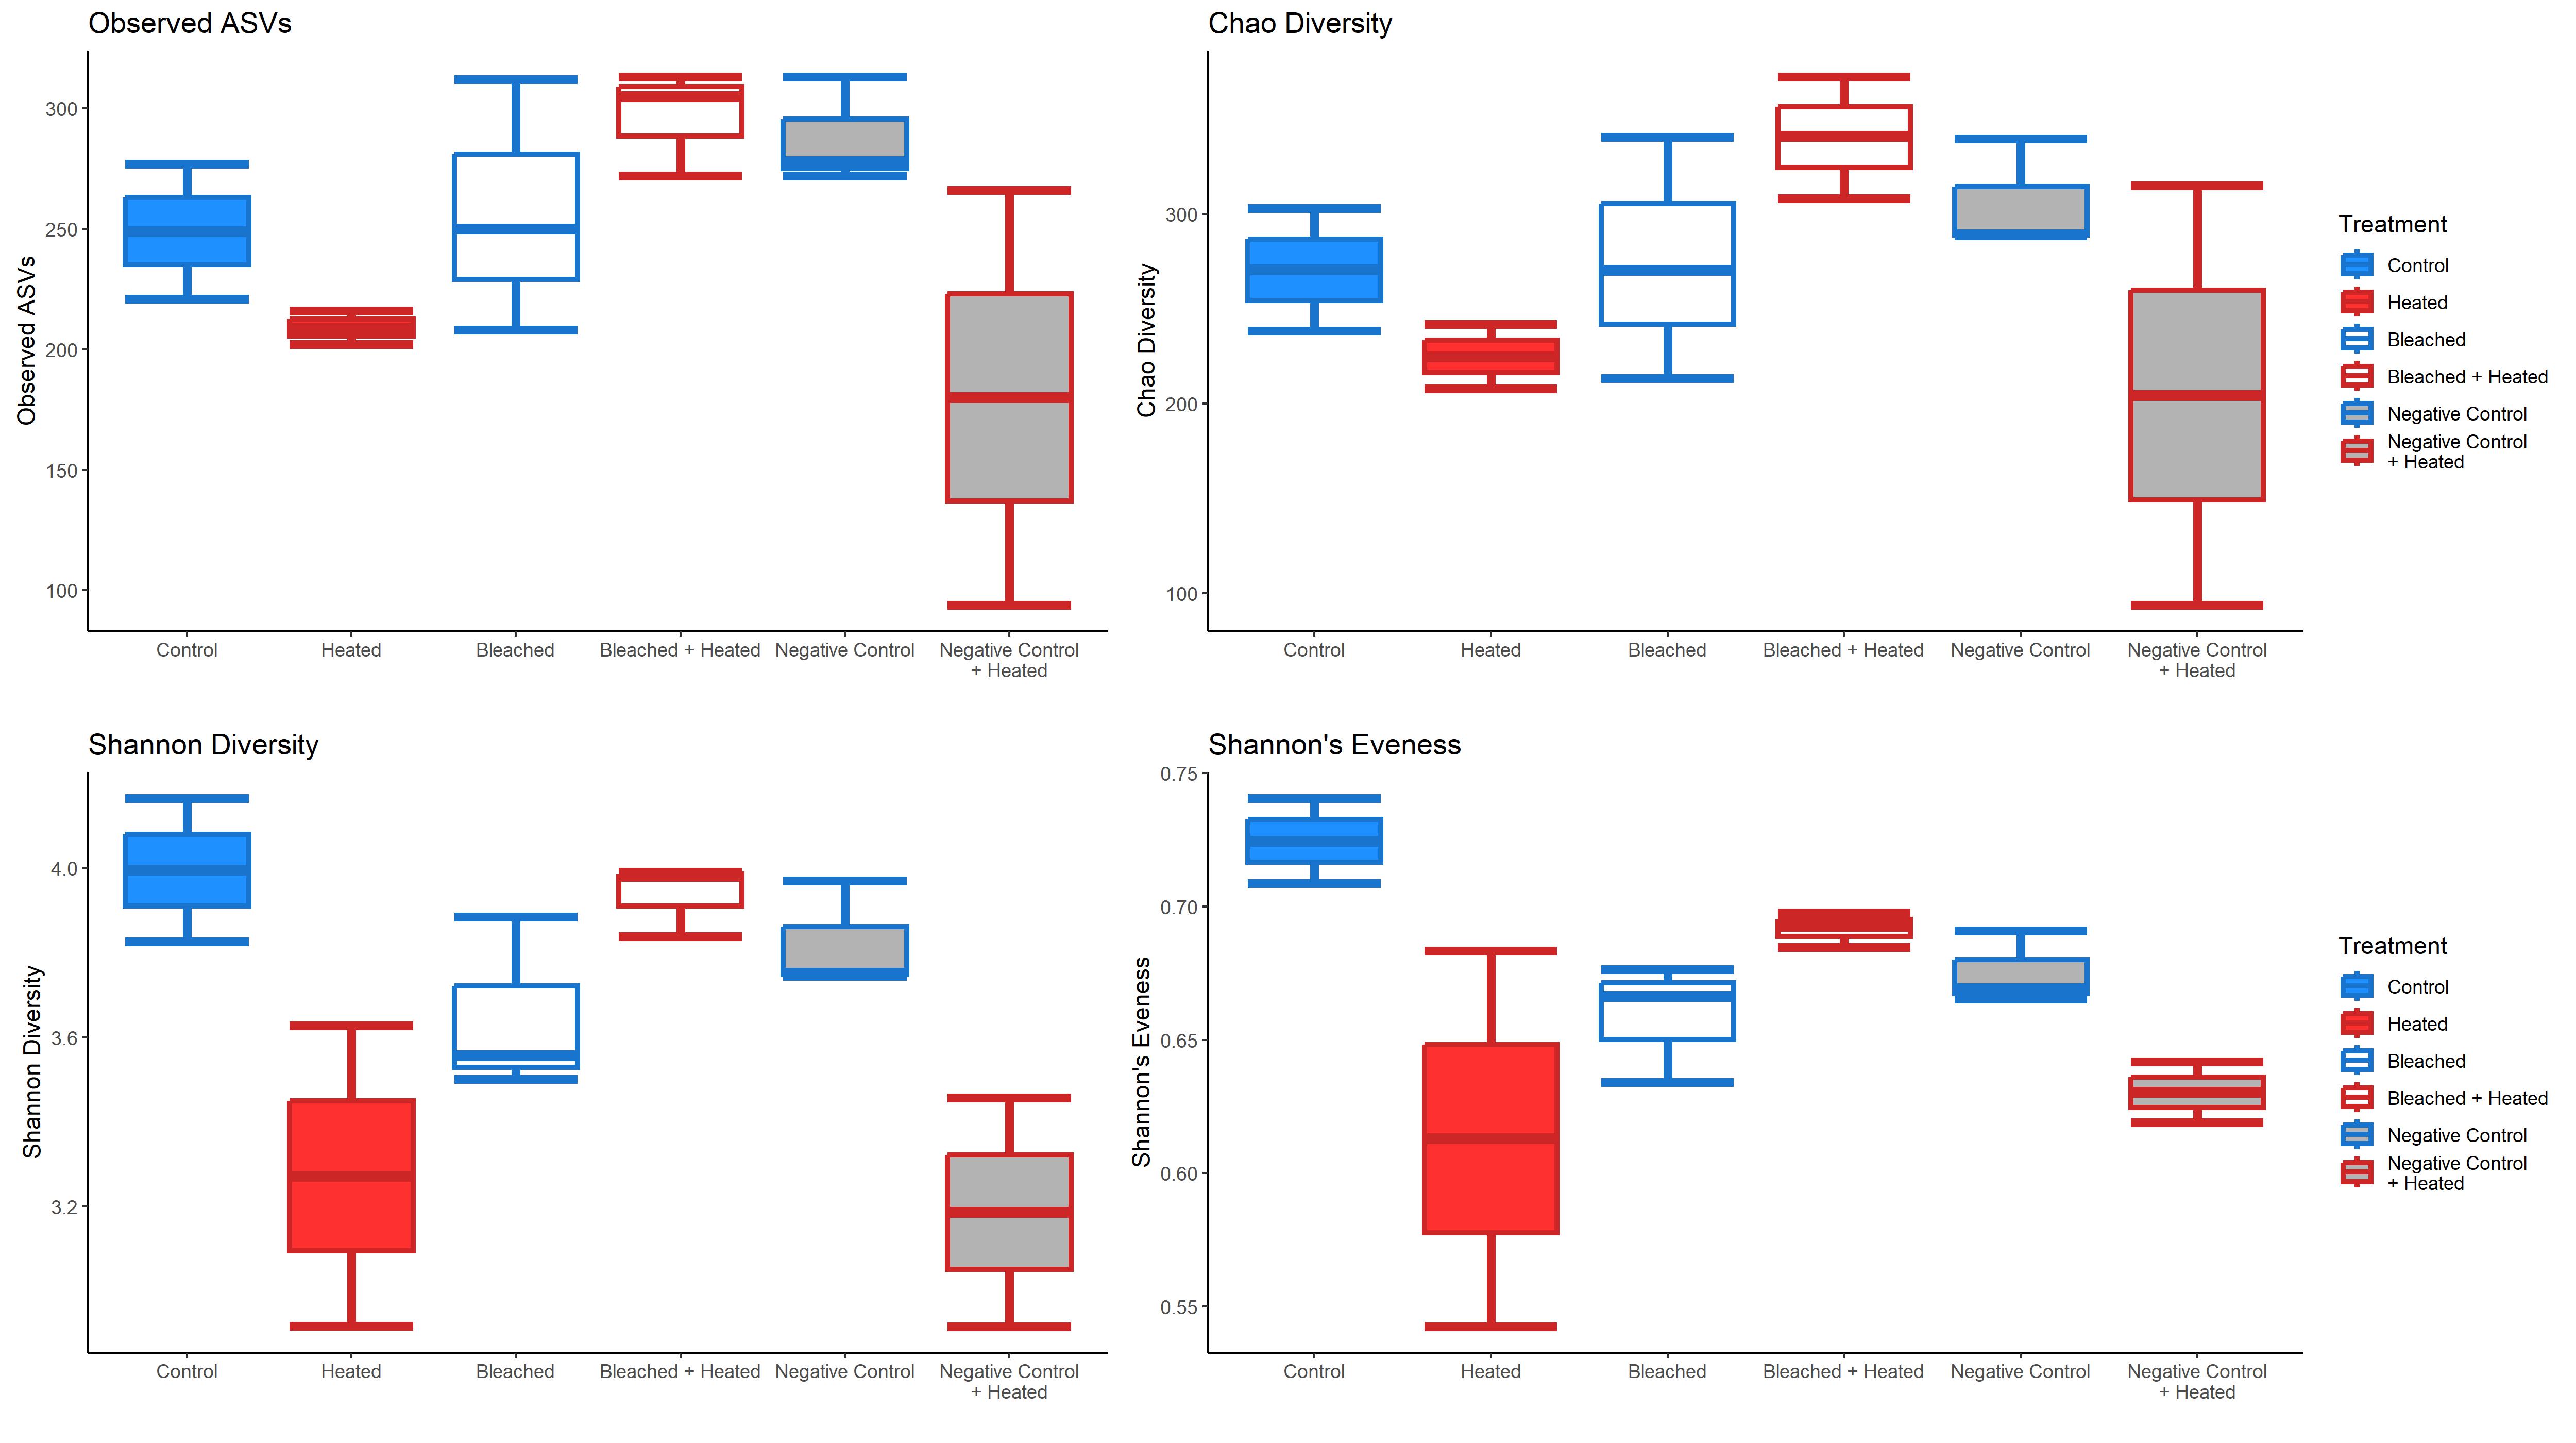 Observed ASVs
Observed ASVs
300
250
200
150
100
Control
Heated
Bleached
Bleached + Heated
Negative Control
Negative Control
+ Heated
Chao Diversity
Chao Diversity
300
200
100
Control
Heated
Bleached
Bleached + Heated
Negative Control
Negative Control
+ Heated
Treatment
Control
Heated
Bleached
Bleached + Heated
Negative Control
Negative Control
+ Heated
Shannon Diversity
Shannon Diversity
4.0
3.6
3.2
Control
Heated
Bleached
Bleached + Heated
Negative Control
Negative Control
+ Heated
Shannon's Eveness
Shannon's Eveness
0.75
0.70
0.65
0.60
0.55
Control
Heated
Bleached
Bleached + Heated
Negative Control
Negative Control
+ Heated
Treatment
Control
Heated
Bleached
Bleached + Heated
Negative Control
Negative Control
+ Heated